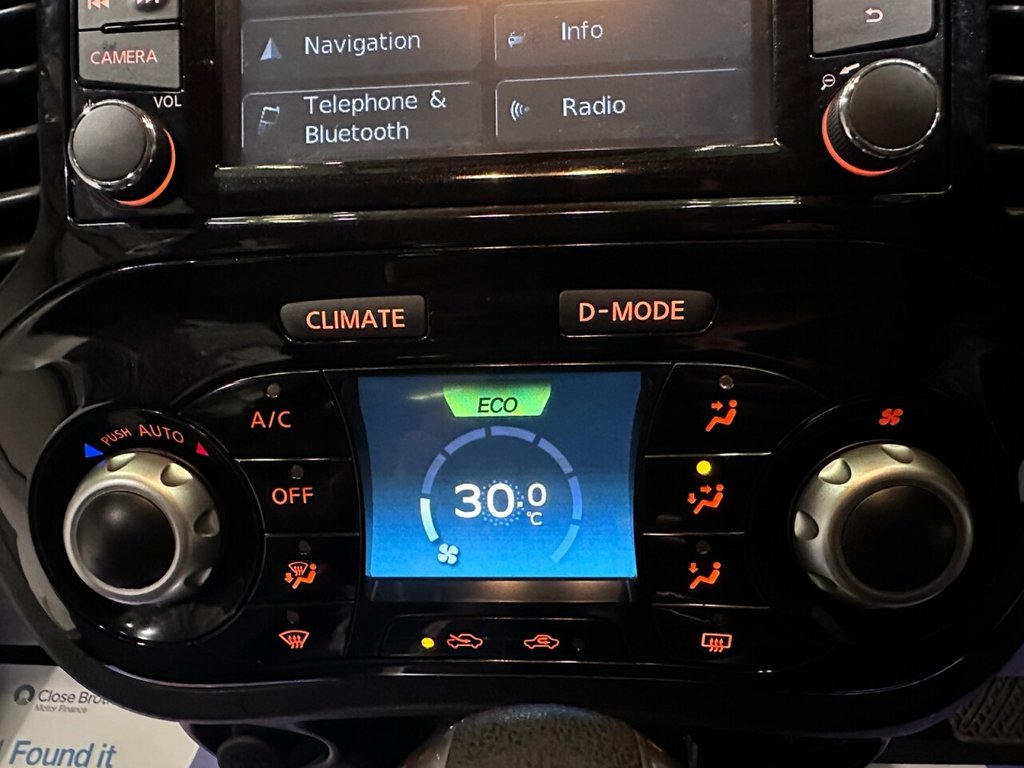 Navigation
Info
CAMERA
VOL
Telephone &
Bluetooth
Radio
CLIMATE
D-MODE
ECO
A/C
PUSH AUTO
OFF
30.0
°C
Close Brot
Motor Finance
Found it